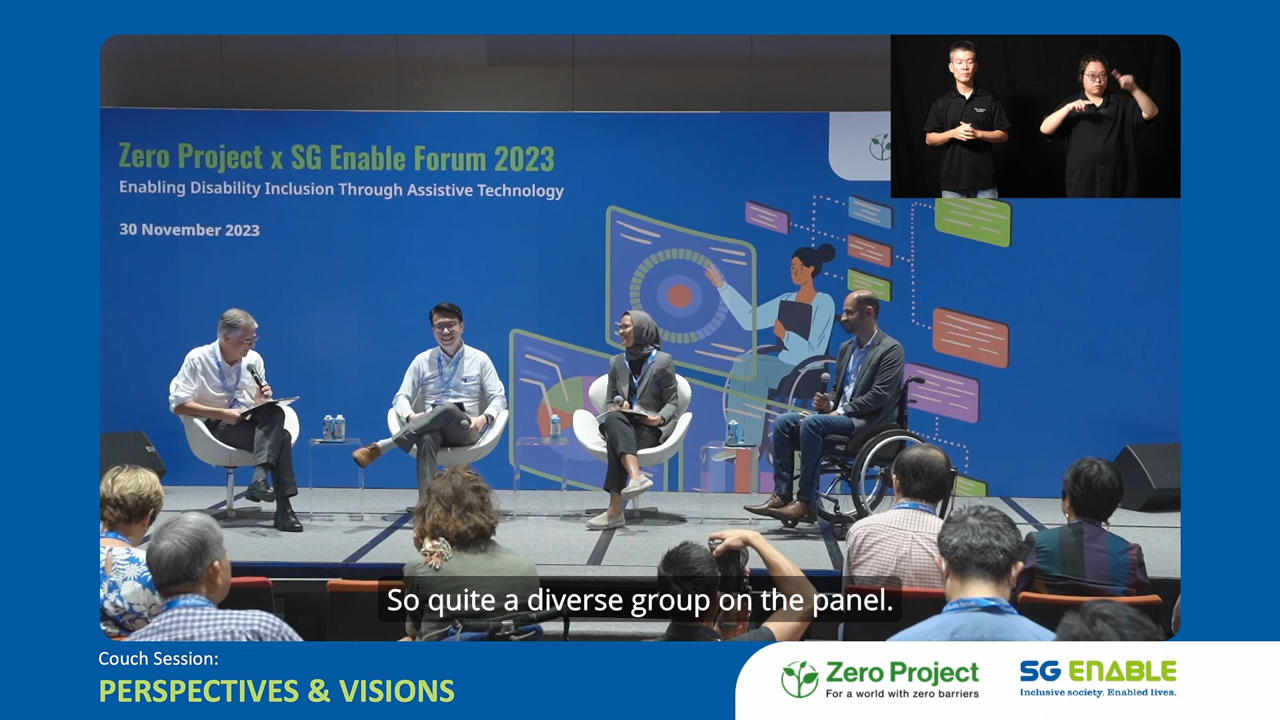 Zero Project x SG Enable Forum 2023
Enabling Disability Inclusion Through Assistive Technology
30 November 2023
So quite a diverse group on the panel.
Couch Session:
PERSPECTIVES & VISIONS
Zero Project
For a world with zero barriers
SG ENABLE
Inclusive society. Enabled lives.